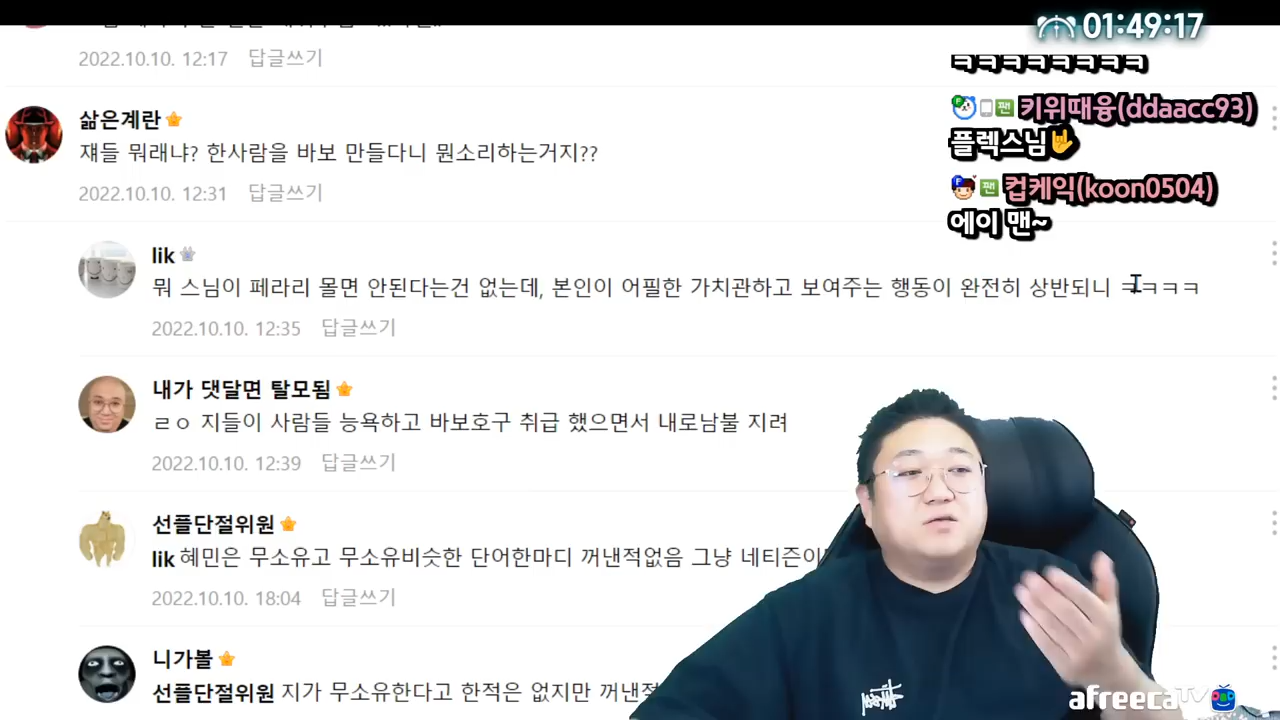 01:49:17
2022.10.10. 12:17 답글쓰기
ㅋㅋㅋㅋㅋㅋㅋㅋ
키위때융(ddaacc93)
플렉스님
컵케익(koon0504)
에이 맨~
삶은계란
쟤들 뭐래냐? 한사람을 바보 만들다니 뭔소리하는거지??
2022.10.10. 12:31 답글쓰기
lik
뭐 스님이 페라리 몰면 안된다는건 없는데, 본인이 어필한 가치관하고 보여주는 행동이 완전히 상반되니 ㅋㅋㅋㅋ
2022.10.10. 12:35 답글쓰기
내가 댓달면 탈모됨
ㄹㅇ 지들이 사람들 능욕하고 바보호구 취급 했으면서 내로남불 지려
2022.10.10. 12:39 답글쓰기
선플단절위원
lik 혜민은 무소유고 무소유비슷한 단어한마디 꺼낸적없음 그냥 네티즌이
2022.10.10. 18:04 답글쓰기
니가볼
선플단절위원 지가 무소유한다고 한적은 없지만 꺼낸적
afreecaTV